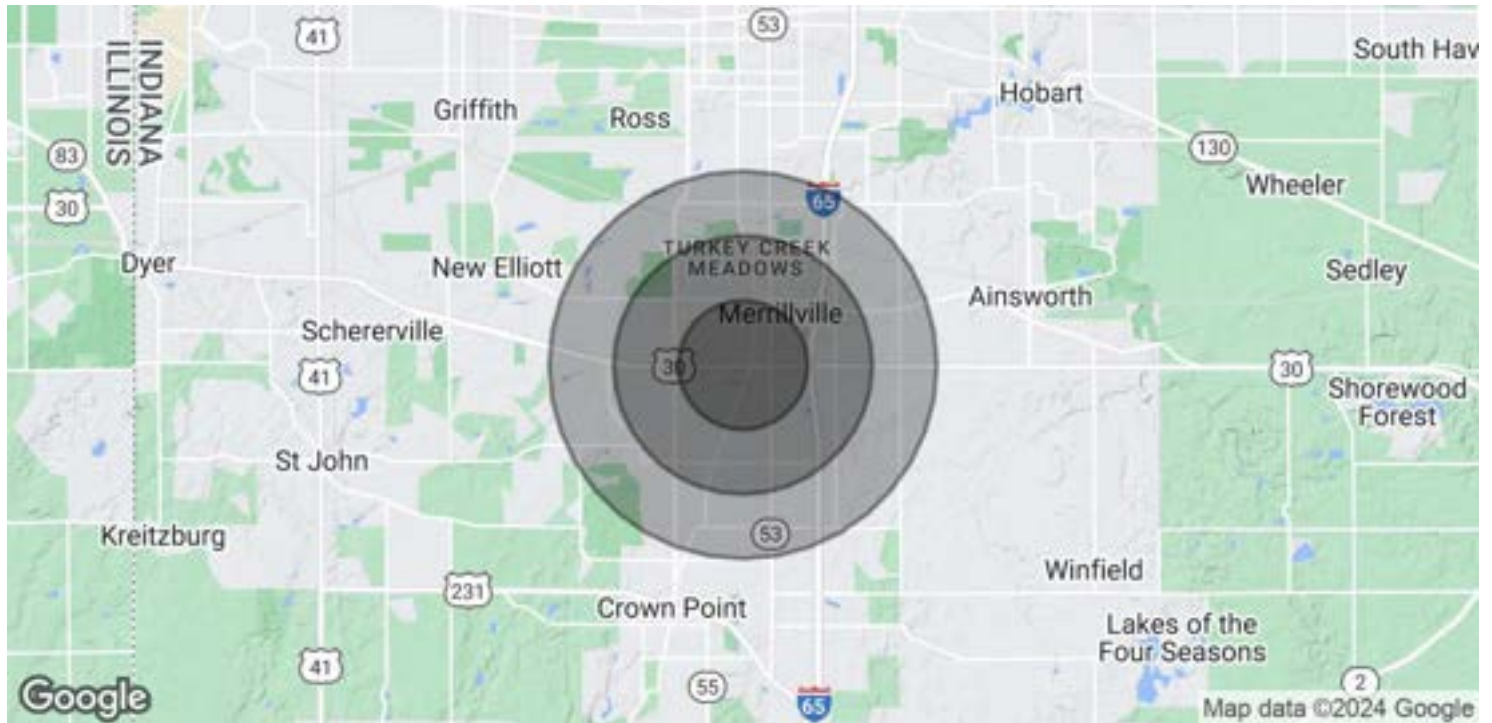 53
41
South Hav
INDIANA
ILLINOIS
Griffith
Ross
Hobart
83
130
30
65
Wheeler
TURKEY CREEK
MEADOWS
Dyer
New Elliott
Sedley
Ainsworth
Merrillville
Schererville
41
30
30
Shorewood
Forest
St John
Kreitzburg
53
Winfield
231
Crown Point
Lakes of the
Four Seasons
41
55
65
2
Google
Map data ©2024 Google